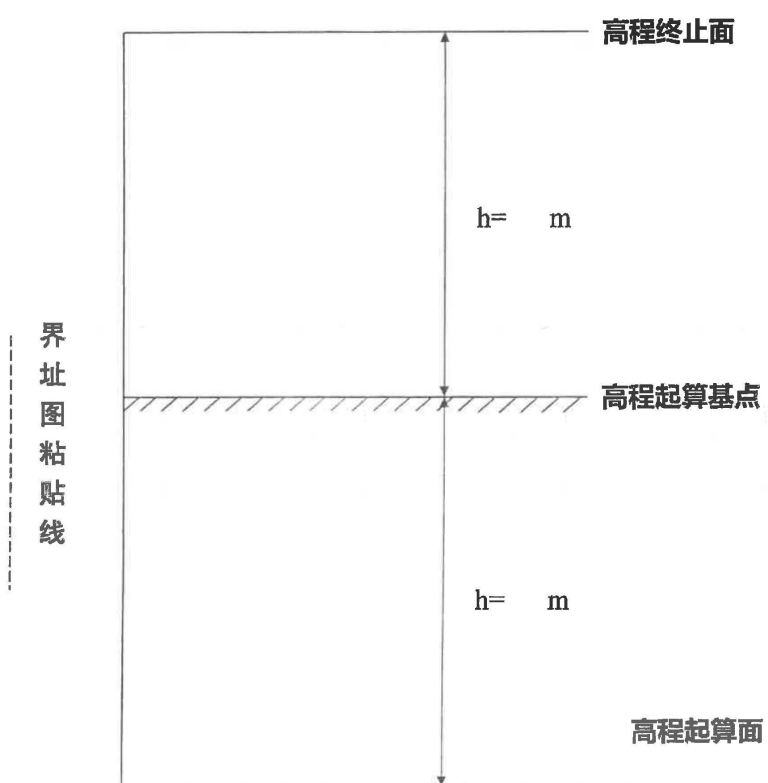 高程终止面
h= m
界址图粘贴线
高程起算基点
h= m
高程起算面